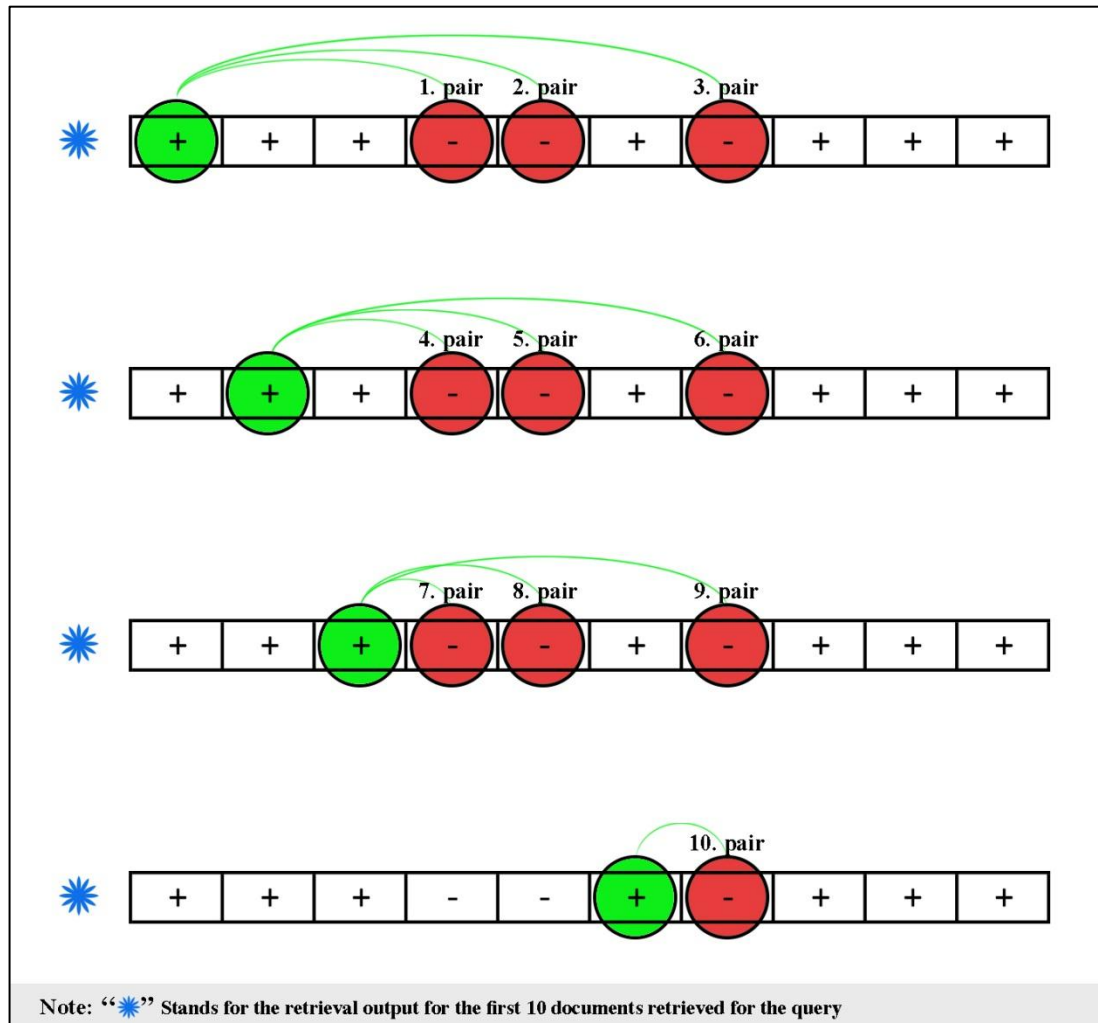 1. pair 2. pair 3. pair
+ + + - - + - + + +
4. pair 5. pair 6. pair
+ + + - - + - + + +
7. pair 8. pair 9. pair
+ + + - - + - + + +
10. pair
+ + + - - + - + + +
Note: “✹” Stands for the retrieval output for the first 10 documents retrieved for the query